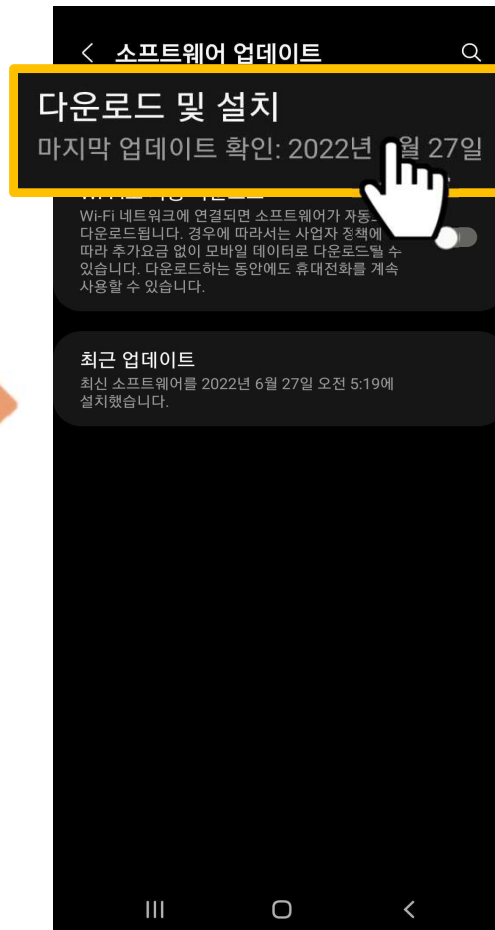 소프트웨어 업데이트
다운로드 및 설치
마지막 업데이트 확인: 2022년 월 27일
Wi-Fi 네트워크에 연결되면 소프트웨어가
다운로드됩니다. 경우에 따라서는 사업자 정책에
따라 추가요금 없이 모바일 데이터로 다운로드될 수
있습니다. 다운로드하는 동안에도 휴대전화를 계속
사용할 수 있습니다.
최근 업데이트
최신 소프트웨어를 2022년 6월 27일 오전 5:19에
설치했습니다.